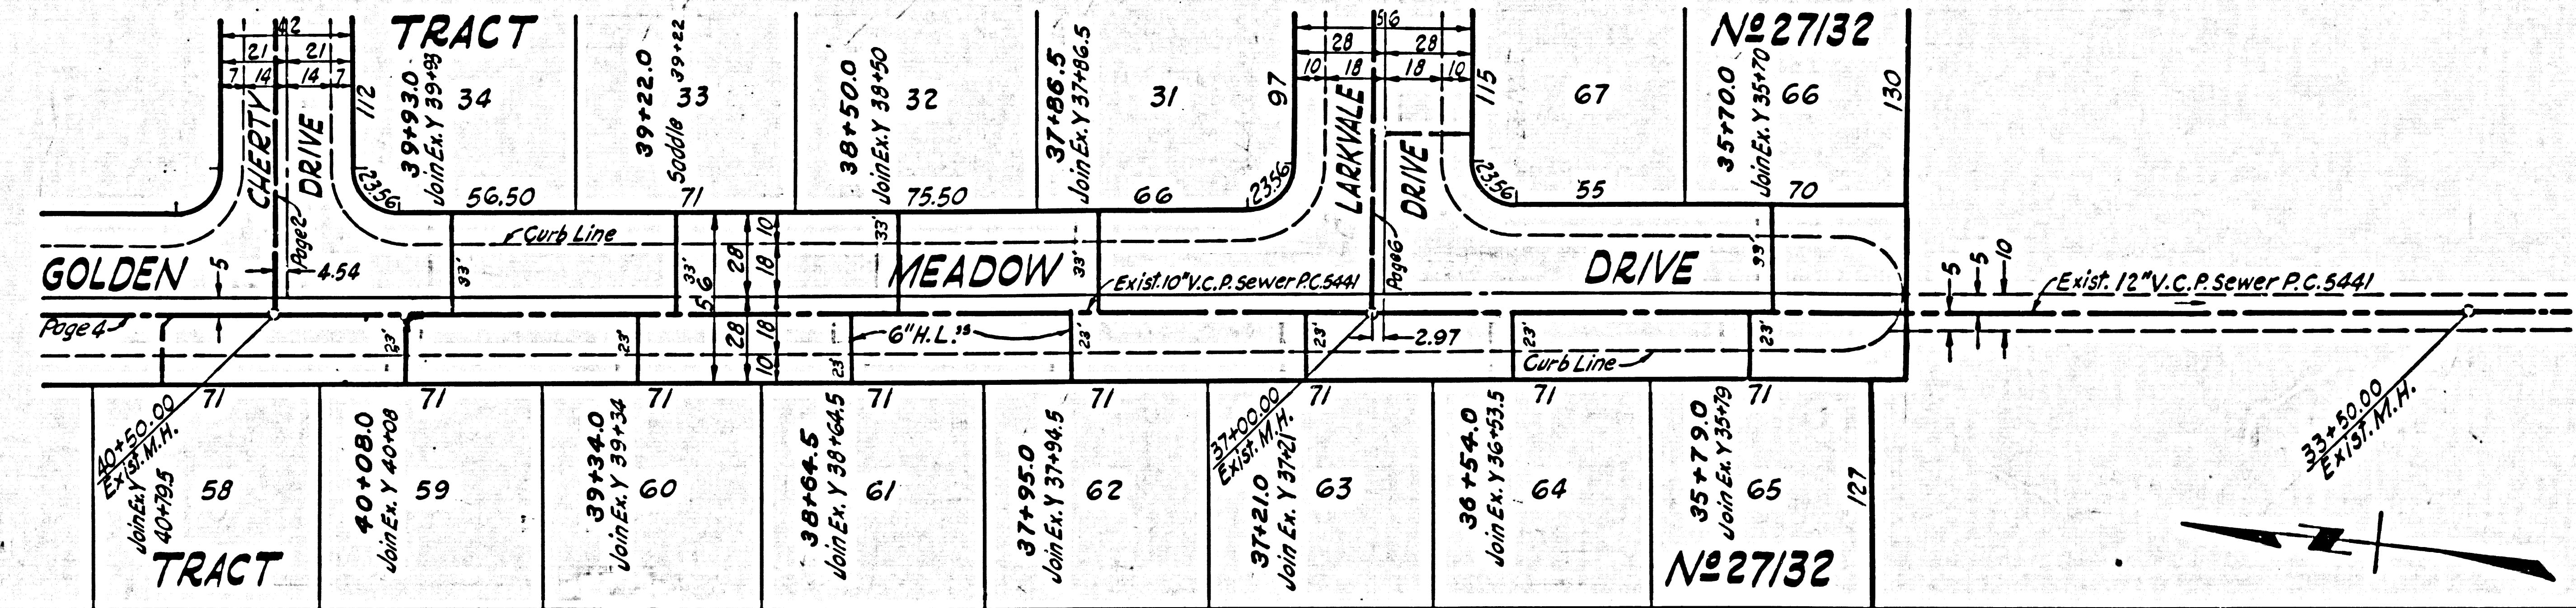 TRACT
Nº 27132
42
21 21
7 14 14 7
112
CHERTY
DRIVE
Page 2
23.56
39+93.0
Join Ex. Y 39+93
34
56.50
39+22.0
Saddle 39+22
33
71
38+50.0
Join Ex. Y 38+50
32
75.50
37+86.5
Join Ex. Y 37+86.5
31
66
97
23.56
56
28 28
10 18 18 10
115
LARKVALE
DRIVE
Page 6
23.56
67
55
35+70.0
Join Ex. Y 35+70
66
70
130
Curb Line
GOLDEN
MEADOW
DRIVE
5
4.54
33'
33'
33'
33'
33'
56
28
28
10
18
18
10
Exist. 10" V.C.P. Sewer P.C. 5441
5
5
10
Exist. 12" V.C.P. Sewer P.C. 5441
Page 4
23'
23'
23'
6" H.L.'s
23'
23'
2.97
23'
23'
Curb Line
71
71
71
71
71
71
71
71
40+50.00
Exist. M.H.
Join Ex. Y
40+79.5
58
40+08.0
Join Ex. Y 40+08
59
39+34.0
Join Ex. Y 39+34
60
38+64.5
Join Ex. Y 38+64.5
61
37+95.0
Join Ex. Y 37+94.5
62
37+00.00
Exist. M.H.
37+21.0
Join Ex. Y 37+21
63
36+54.0
Join Ex. Y 36+53.5
64
35+79.0
Join Ex. Y 35+79
65
127
33+50.00
Exist. M.H.
TRACT
Nº 27132
N